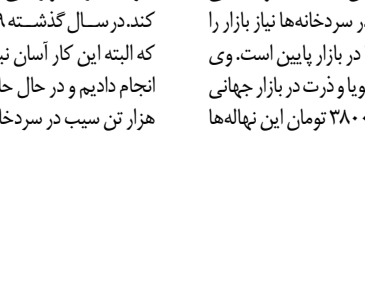 سردخانه‌ها نیاز بازار را
در بازار پایین است. وی
و ذرت در بازار جهانی
تومان این نهاله‌ها
کند. در سال گذشته
که البته این کار آسان
انجام دادیم و در حال
هزار تن سیب در